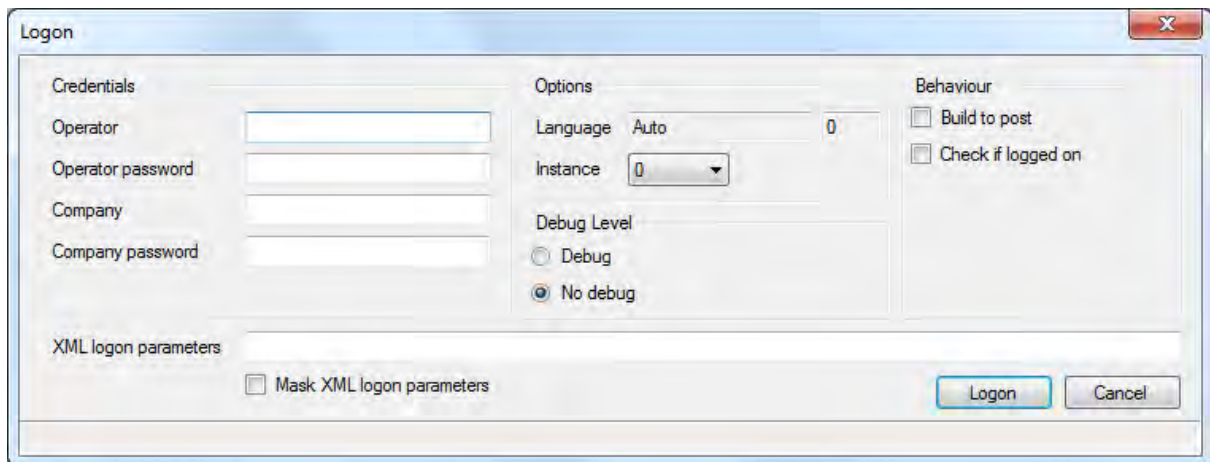 Logon
X
Credentials
Operator
Operator password
Company
Company password
Options
Language Auto 0
Instance 0
Debug Level
Debug
No debug
Behaviour
Build to post
Check if logged on
XML logon parameters
Mask XML logon parameters
Logon Cancel